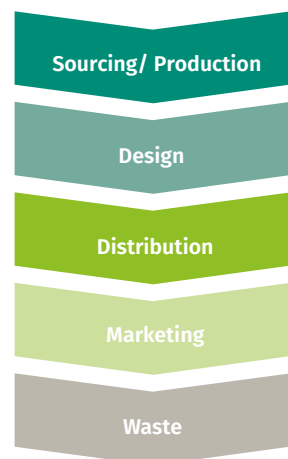 Sourcing/ Production
Design
Distribution
Marketing
Waste